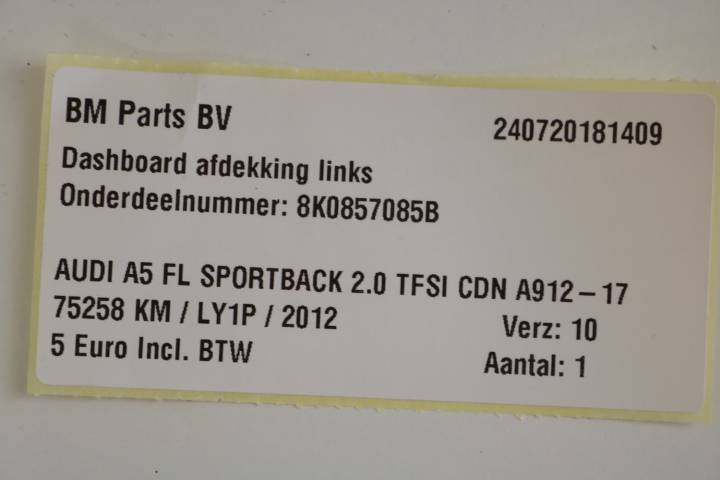 BM Parts BV 240720181409
Dashboard afdekking links
Onderdeelnummer: 8K0857085B
AUDI A5 FL SPORTBACK 2.0 TFSI CDN A912-17
75258 KM / LY1P / 2012 Verz: 10
5 Euro Incl. BTW Aantal: 1